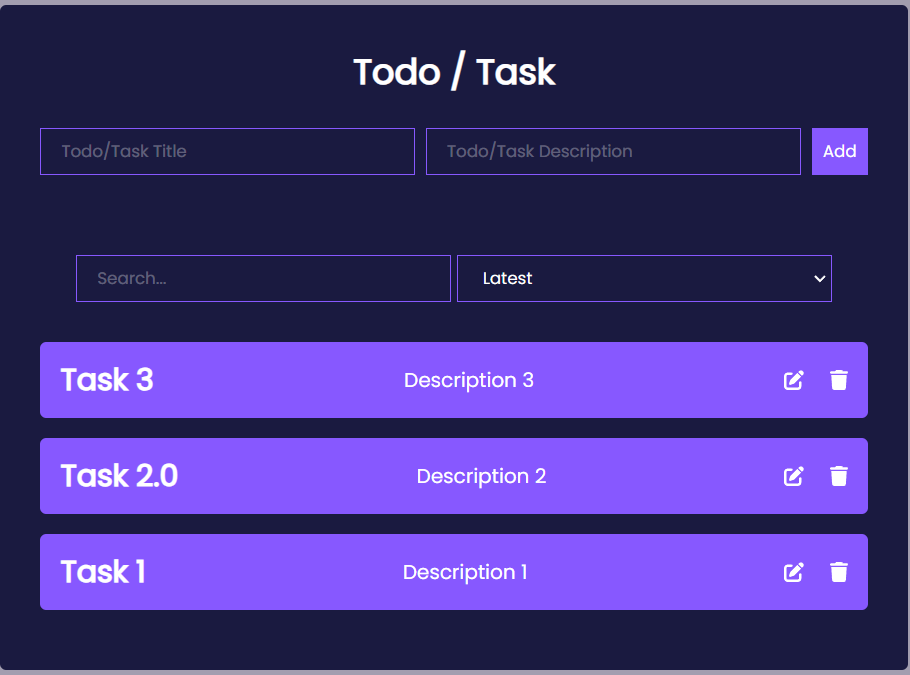 Todo / Task
Todo/Task Title Todo/Task Description Add
Search... Latest
Task 3 Description 3
Task 2.0 Description 2
Task 1 Description 1